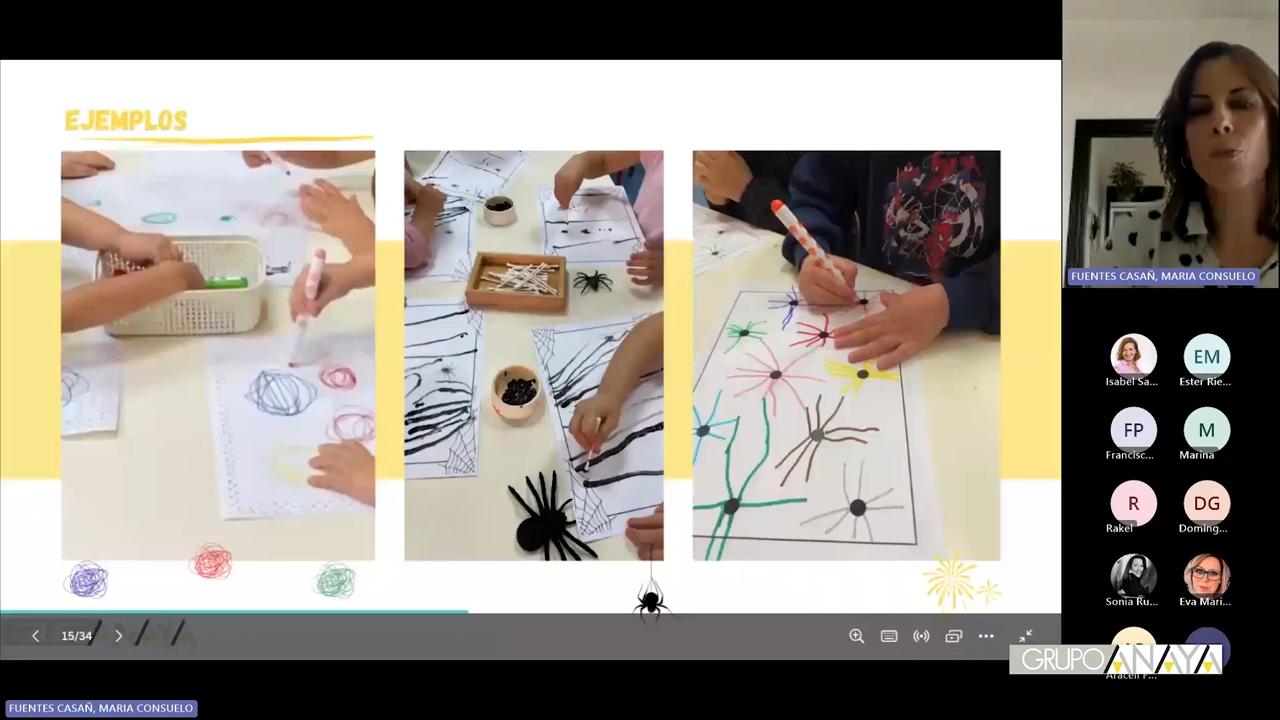 EJEMPLOS
FUENTES CASAÑ, MARIA CONSUELO
Isabel Sa...
EM
Ester Rie...
FP
Francisc...
M
Marina
R
Rakel
DG
Doming...
Sonia Ru...
Eva Mari...
15/34
GRUPO ANAYA
FUENTES CASAÑ, MARIA CONSUELO